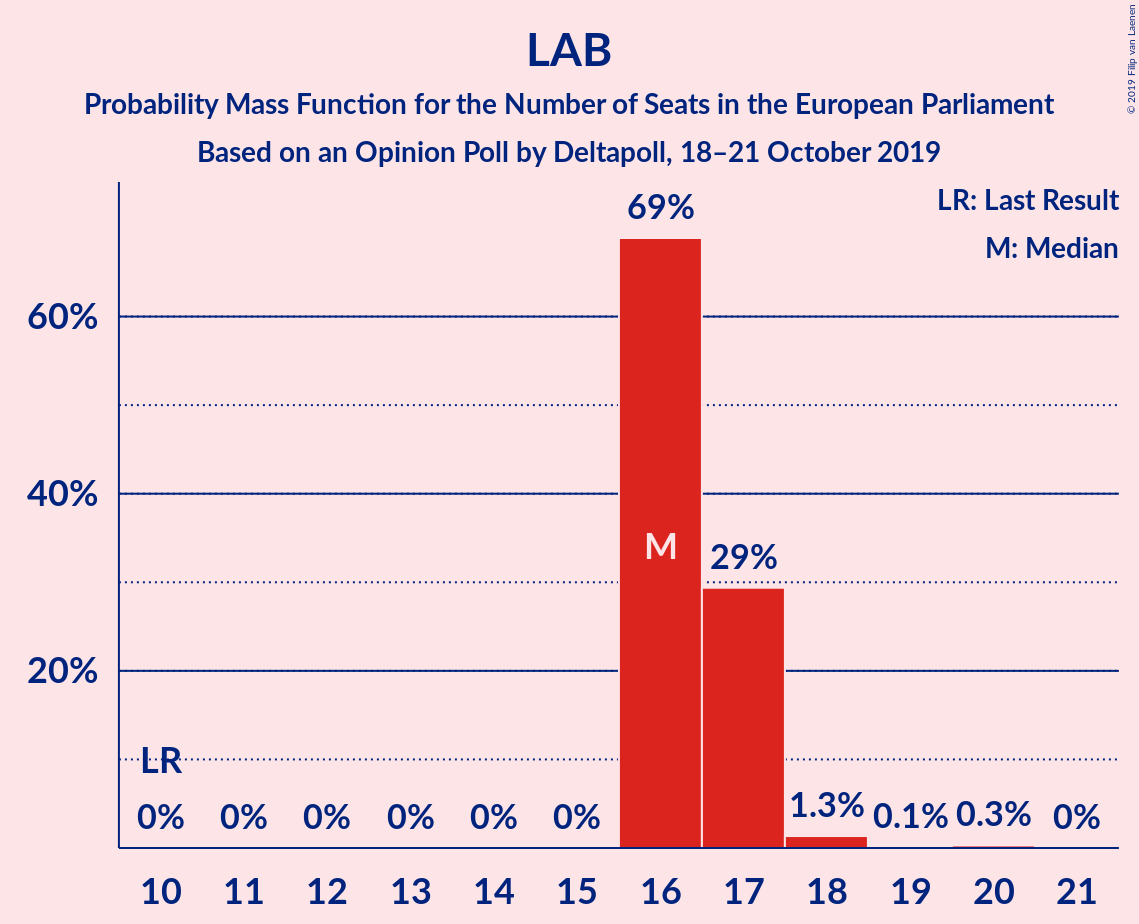 LAB
Probability Mass Function for the Number of Seats in the European Parliament
Based on an Opinion Poll by Deltapoll, 18–21 October 2019
© 2019 Filip van Laenen
LR: Last Result
M: Median
69%
60%
40%
M
29%
20%
LR
0% 0% 0% 0% 0% 0% 1.3% 0.1% 0.3% 0%
10 11 12 13 14 15 16 17 18 19 20 21